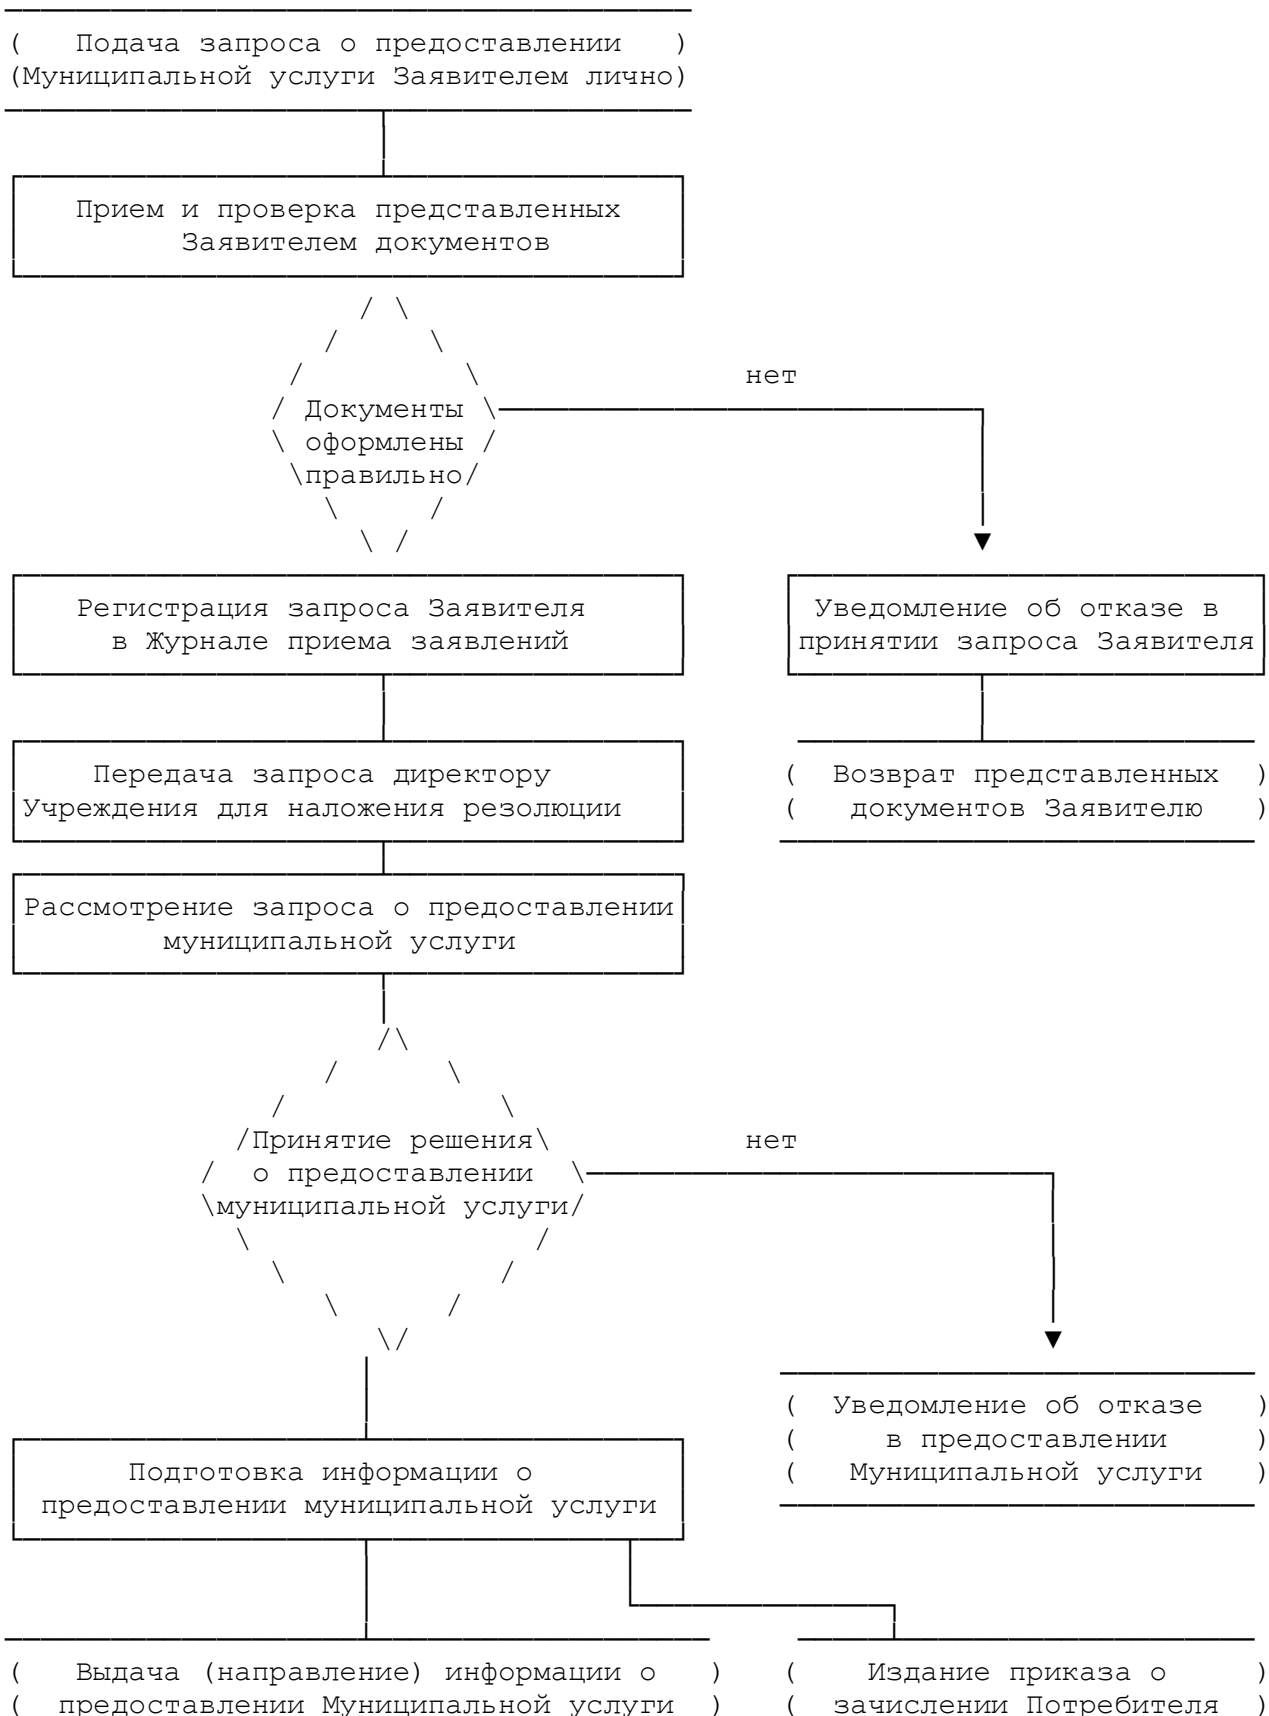 ( Подача запроса о предоставлении )
(Муниципальной услуги Заявителем лично)
Прием и проверка представленных
Заявителем документов
нет
Документы
оформлены
правильно
Регистрация запроса Заявителя
в Журнале приема заявлений
Уведомление об отказе в
принятии запроса Заявителя
Передача запроса директору
Учреждения для наложения резолюции
( Возврат представленных )
( документов Заявителю )
Рассмотрение запроса о предоставлении
муниципальной услуги
Принятие решения
о предоставлении
муниципальной услуги
нет
( Уведомление об отказе )
( в предоставлении )
( Муниципальной услуги )
Подготовка информации о
предоставлении муниципальной услуги
( Выдача (направление) информации о )
( предоставлении Муниципальной услуги )
( Издание приказа о )
( зачислении Потребителя )